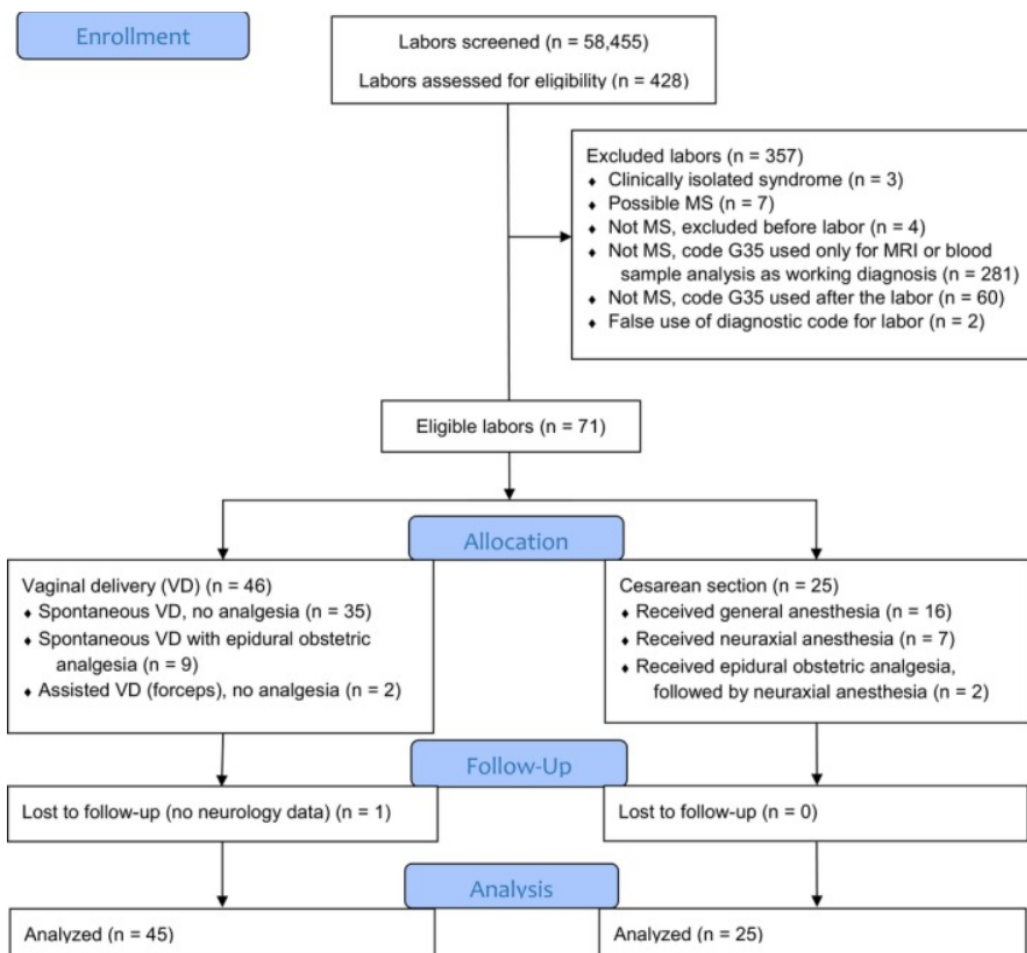 Enrollment
Labors screened (n = 58,455)
Labors assessed for eligibility (n = 428)
Excluded labors (n = 357)
♦ Clinically isolated syndrome (n = 3)
♦ Possible MS (n = 7)
♦ Not MS, excluded before labor (n = 4)
♦ Not MS, code G35 used only for MRI or blood
sample analysis as working diagnosis (n = 281)
♦ Not MS, code G35 used after the labor (n = 60)
♦ False use of diagnostic code for labor (n = 2)
Eligible labors (n = 71)
Allocation
Vaginal delivery (VD) (n = 46)
♦ Spontaneous VD, no analgesia (n = 35)
♦ Spontaneous VD with epidural obstetric
analgesia (n = 9)
♦ Assisted VD (forceps), no analgesia (n = 2)
Cesarean section (n = 25)
♦ Received general anesthesia (n = 16)
♦ Received neuraxial anesthesia (n = 7)
♦ Received epidural obstetric analgesia,
followed by neuraxial anesthesia (n = 2)
Follow-Up
Lost to follow-up (no neurology data) (n = 1)
Lost to follow-up (n = 0)
Analysis
Analyzed (n = 45)
Analyzed (n = 25)